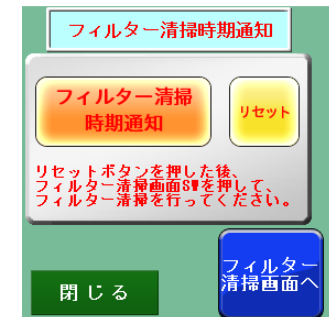 フィルター清掃時期通知
フィルター清掃
時期通知
リセット
リセットボタンを押した後、
フィルター清掃画面SWを押して、
フィルター清掃を行ってください。
フィルター
清掃画面へ
閉じる